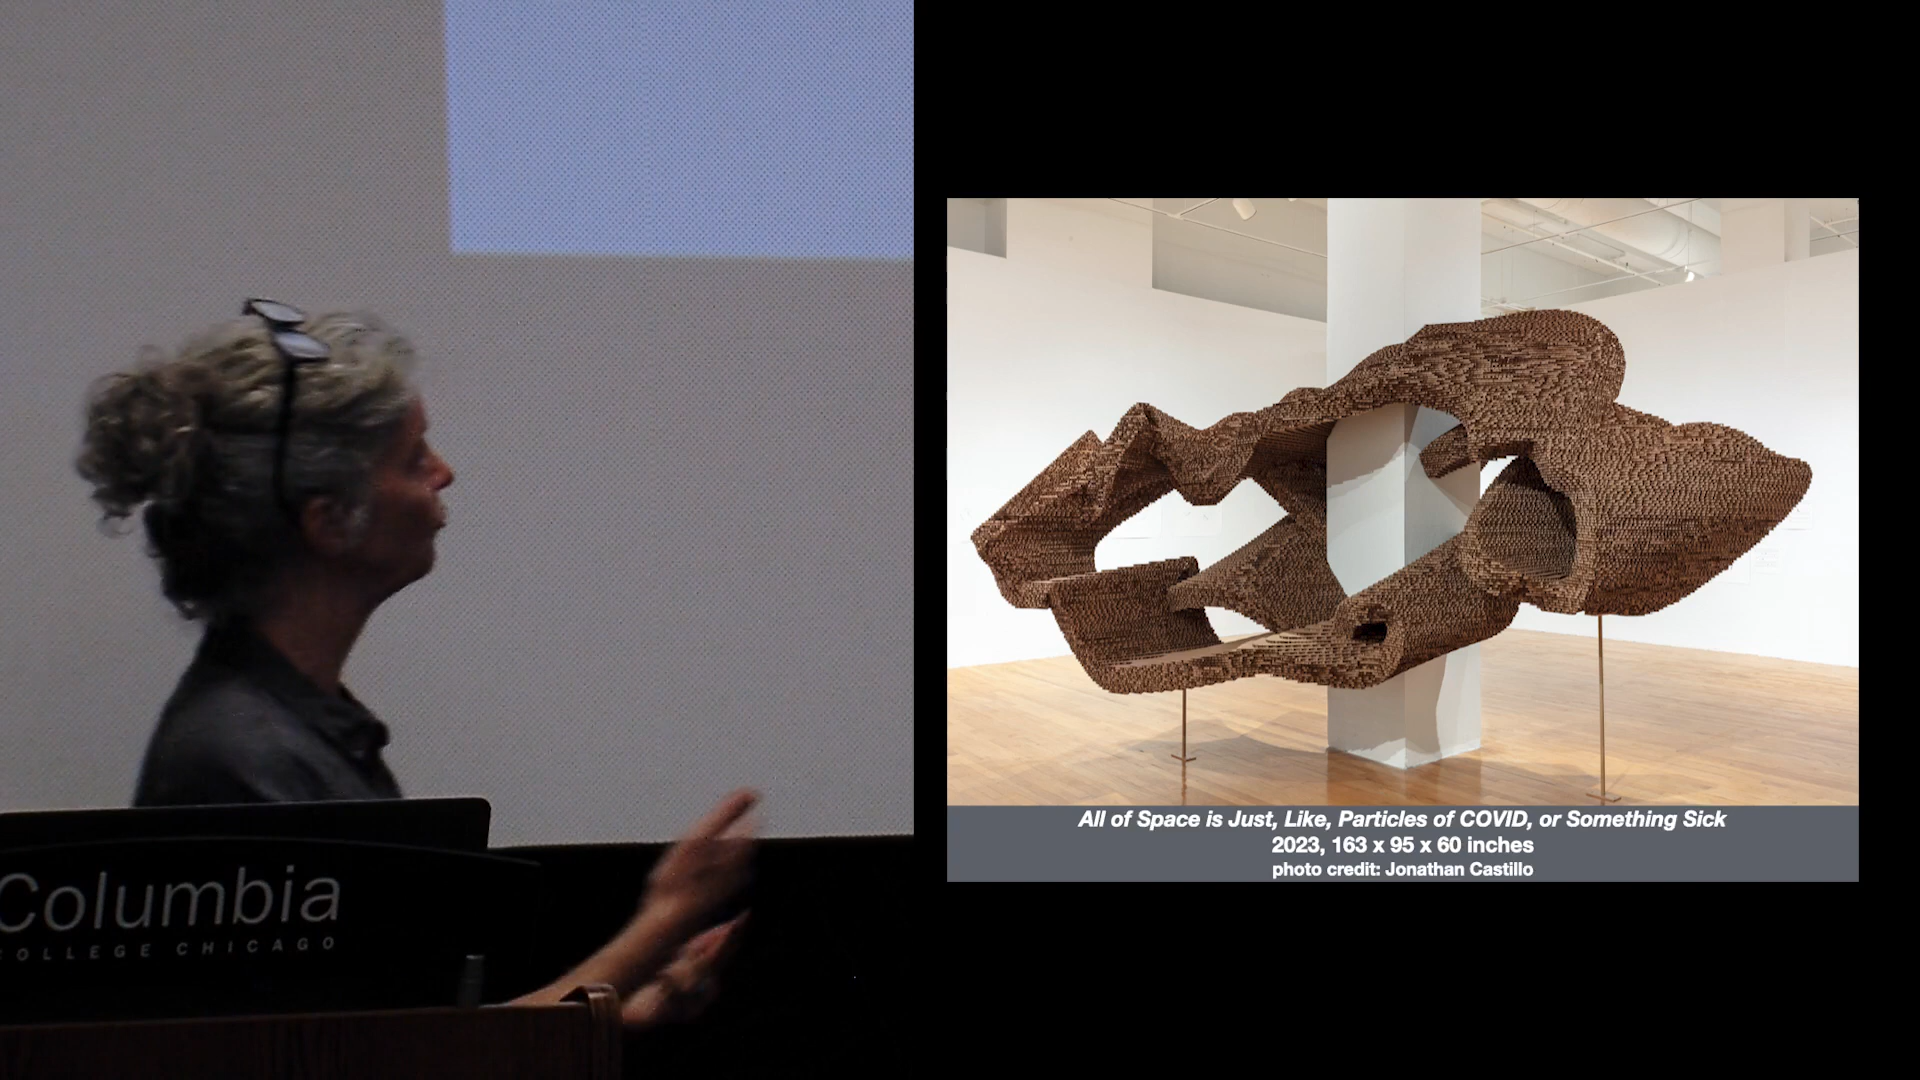 Columbia
COLLEGE CHICAGO
All of Space is Just, Like, Particles of COVID, or Something Sick
2023, 163 x 95 x 60 inches
photo credit: Jonathan Castillo